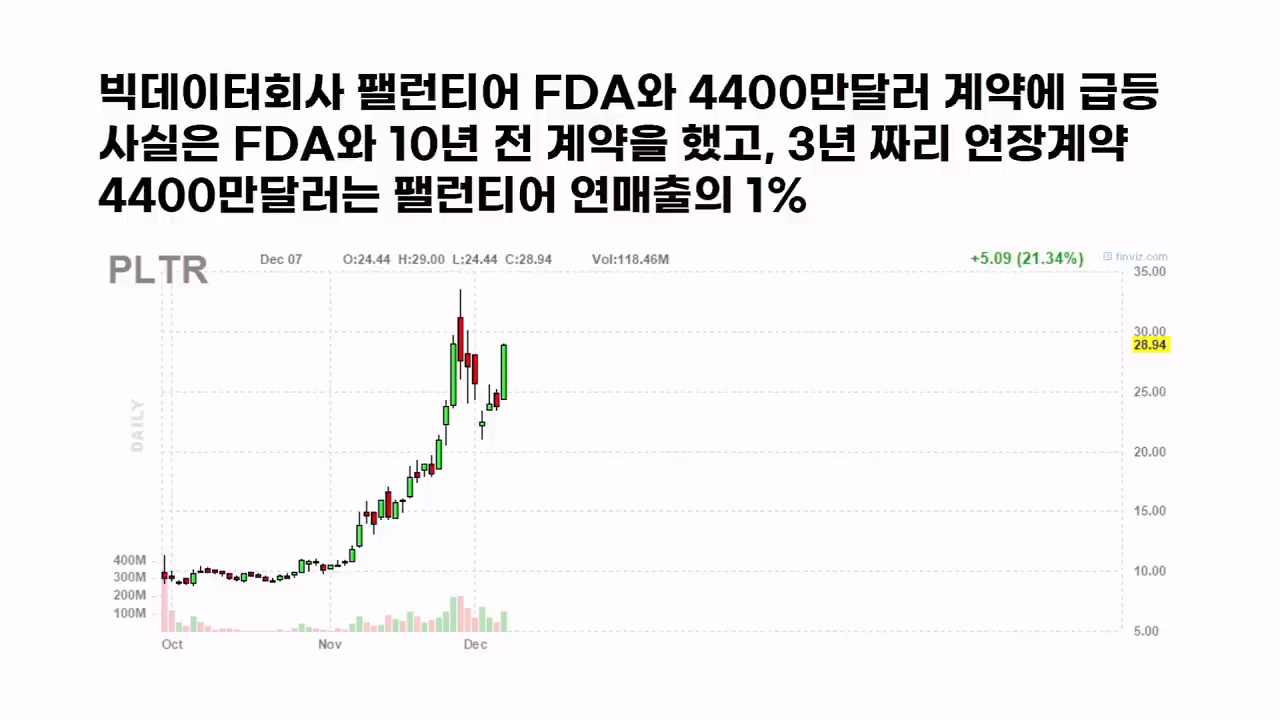 빅데이터회사 팰런티어 FDA와 4400만달러 계약에 급등
사실은 FDA와 10년 전 계약을 했고, 3년 짜리 연장계약
4400만달러는 팰런티어 연매출의 1%
PLTR Dec 07 O:24.44 H:29.00 L:24.44 C:28.94 Vol:118.46M +5.09 (21.34%) finviz.com
35.00
30.00
28.94
25.00
DAILY
20.00
15.00
400M 10.00
300M
200M
100M
5.00
Oct Nov Dec